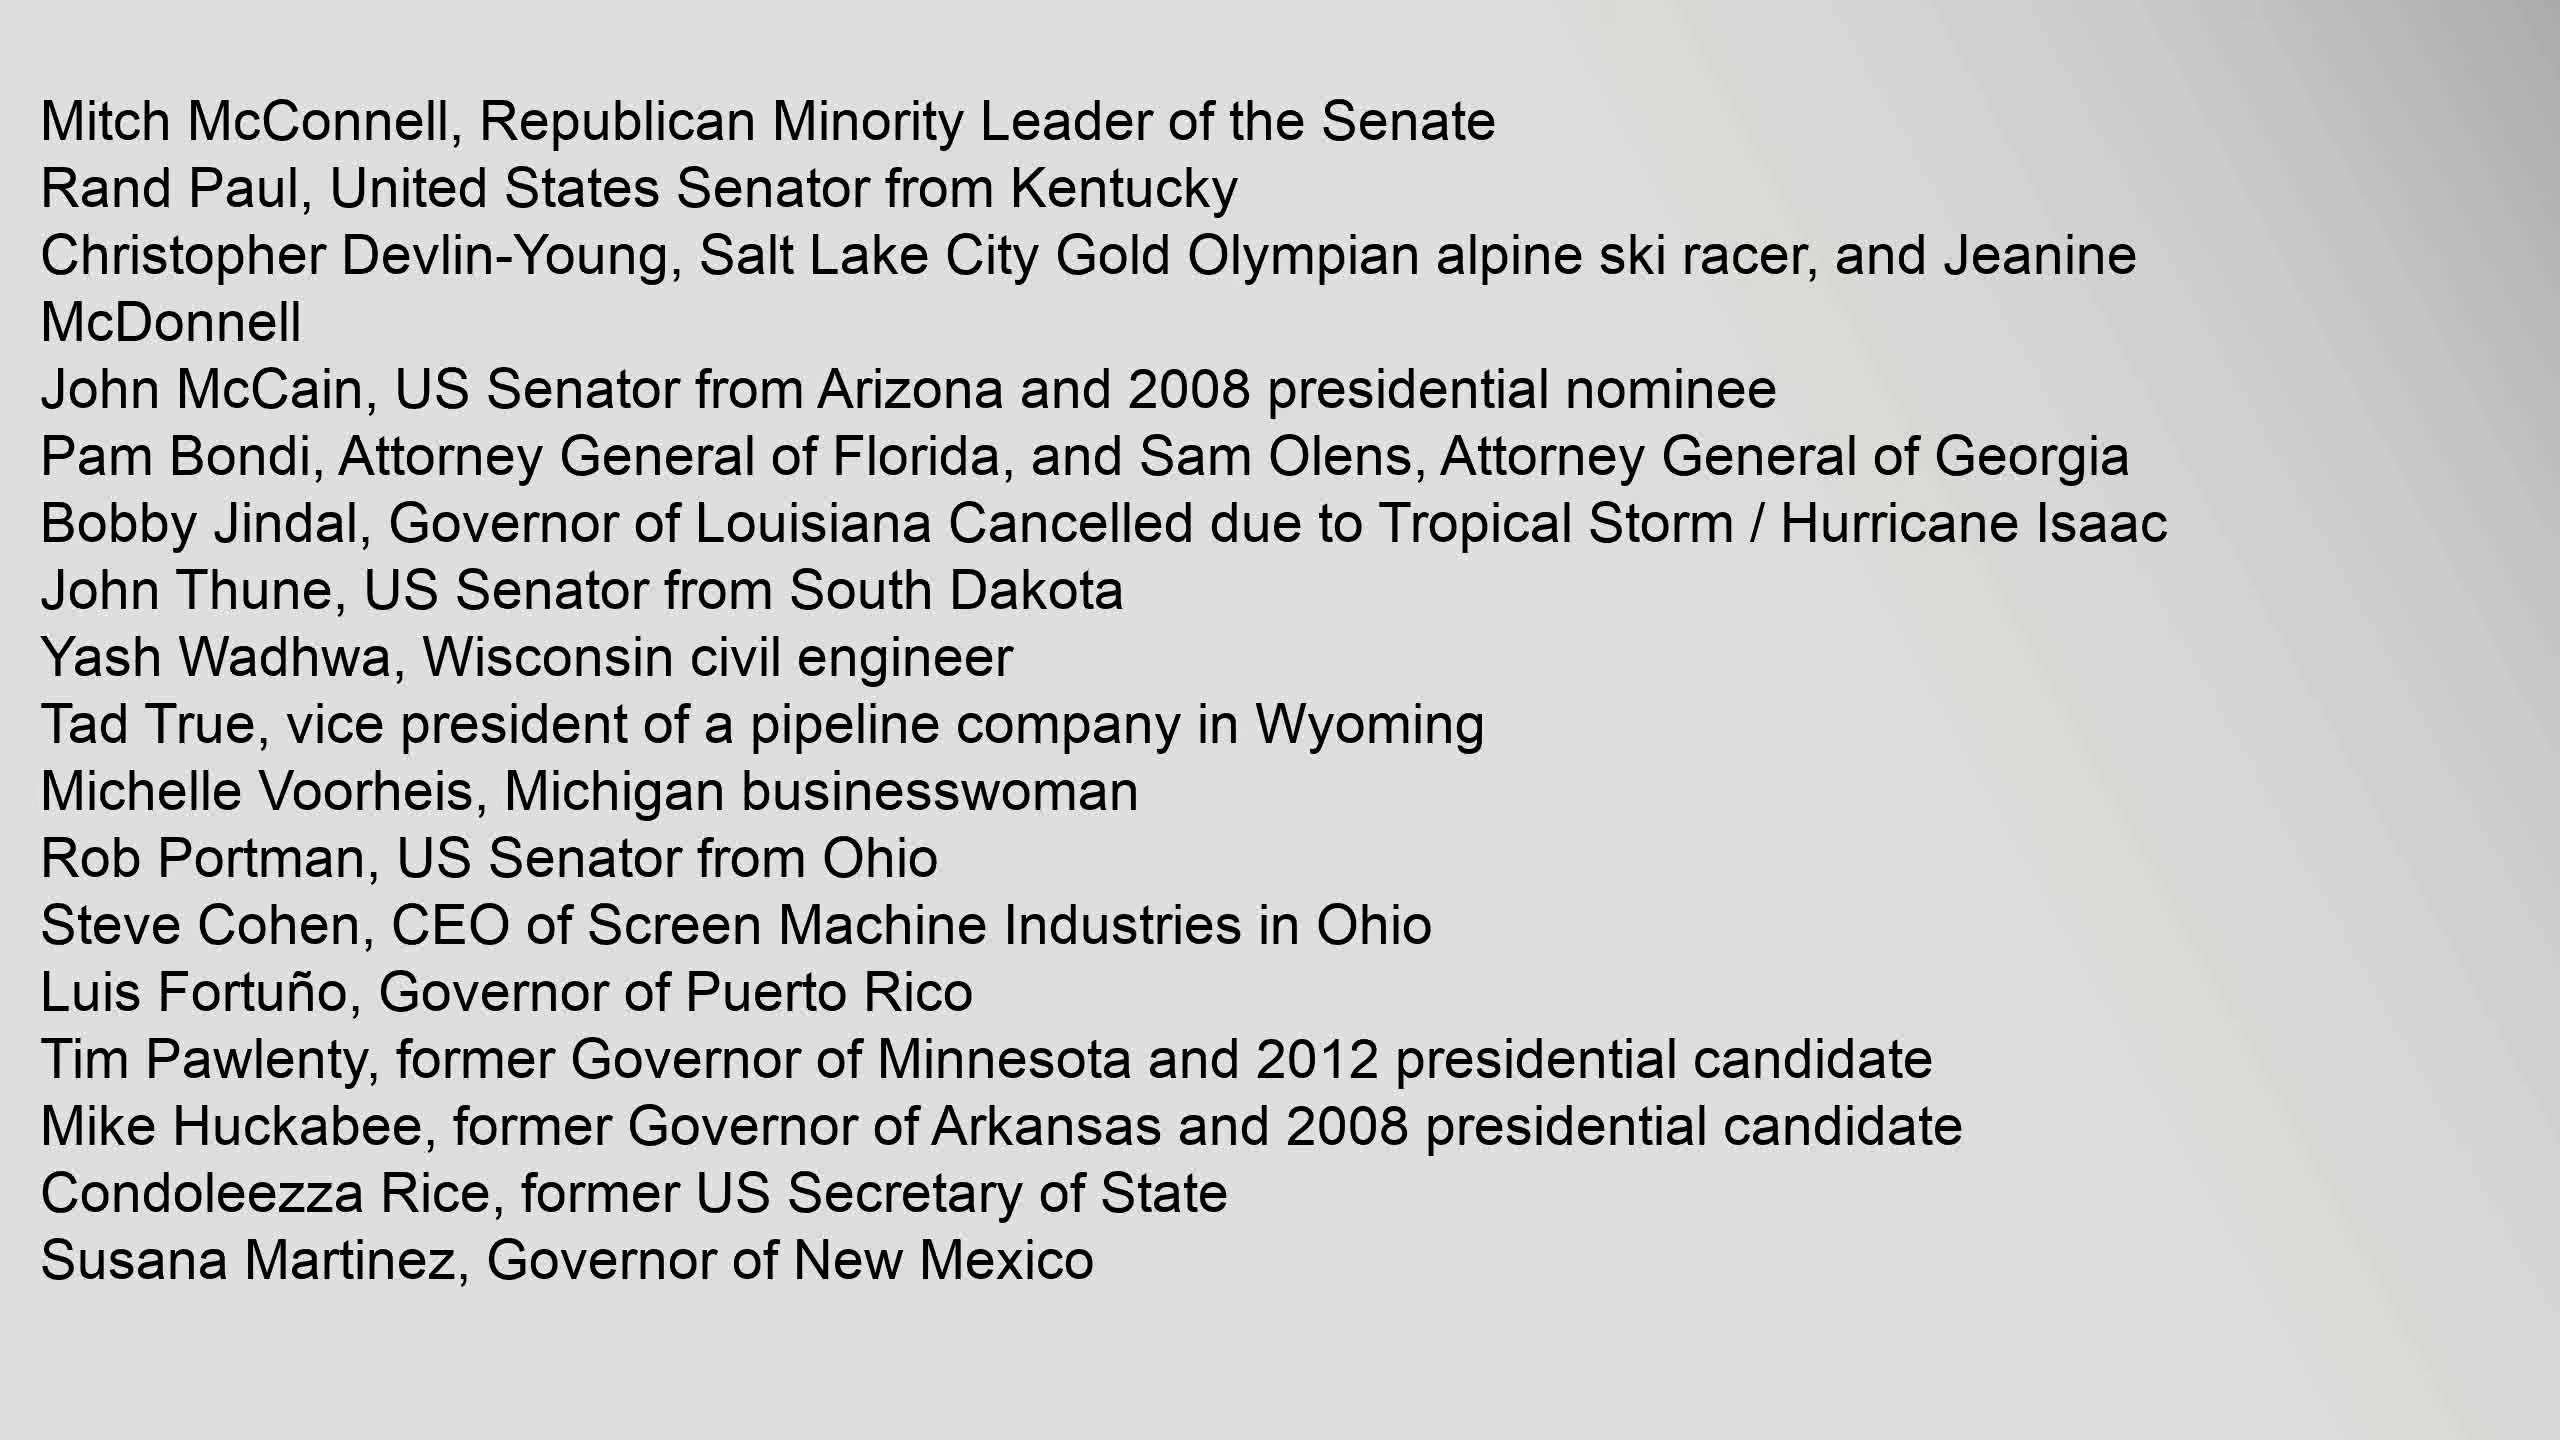 Mitch McConnell, Republican Minority Leader of the Senate
Rand Paul, United States Senator from Kentucky
Christopher Devlin-Young, Salt Lake City Gold Olympian alpine ski racer, and Jeanine
McDonnell
John McCain, US Senator from Arizona and 2008 presidential nominee
Pam Bondi, Attorney General of Florida, and Sam Olens, Attorney General of Georgia
Bobby Jindal, Governor of Louisiana Cancelled due to Tropical Storm / Hurricane Isaac
John Thune, US Senator from South Dakota
Yash Wadhwa, Wisconsin civil engineer
Tad True, vice president of a pipeline company in Wyoming
Michelle Voorheis, Michigan businesswoman
Rob Portman, US Senator from Ohio
Steve Cohen, CEO of Screen Machine Industries in Ohio
Luis Fortuño, Governor of Puerto Rico
Tim Pawlenty, former Governor of Minnesota and 2012 presidential candidate
Mike Huckabee, former Governor of Arkansas and 2008 presidential candidate
Condoleezza Rice, former US Secretary of State
Susana Martinez, Governor of New Mexico